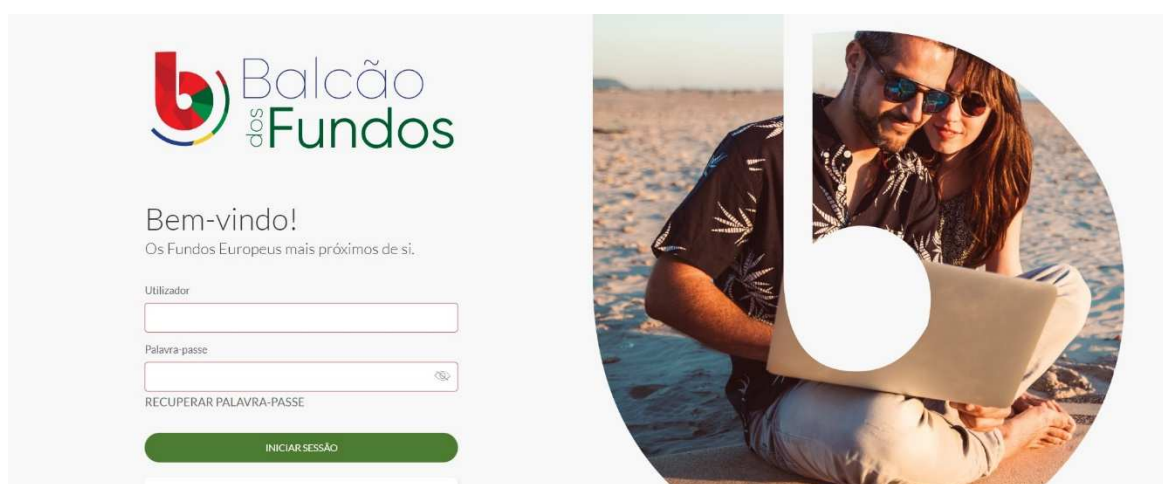 Balcão
dos Fundos
Bem-vindo!
Os Fundos Europeus mais próximos de si.
Utilizador
Palavra-passe
RECUPERAR PALAVRA-PASSE
INICIAR SESSÃO